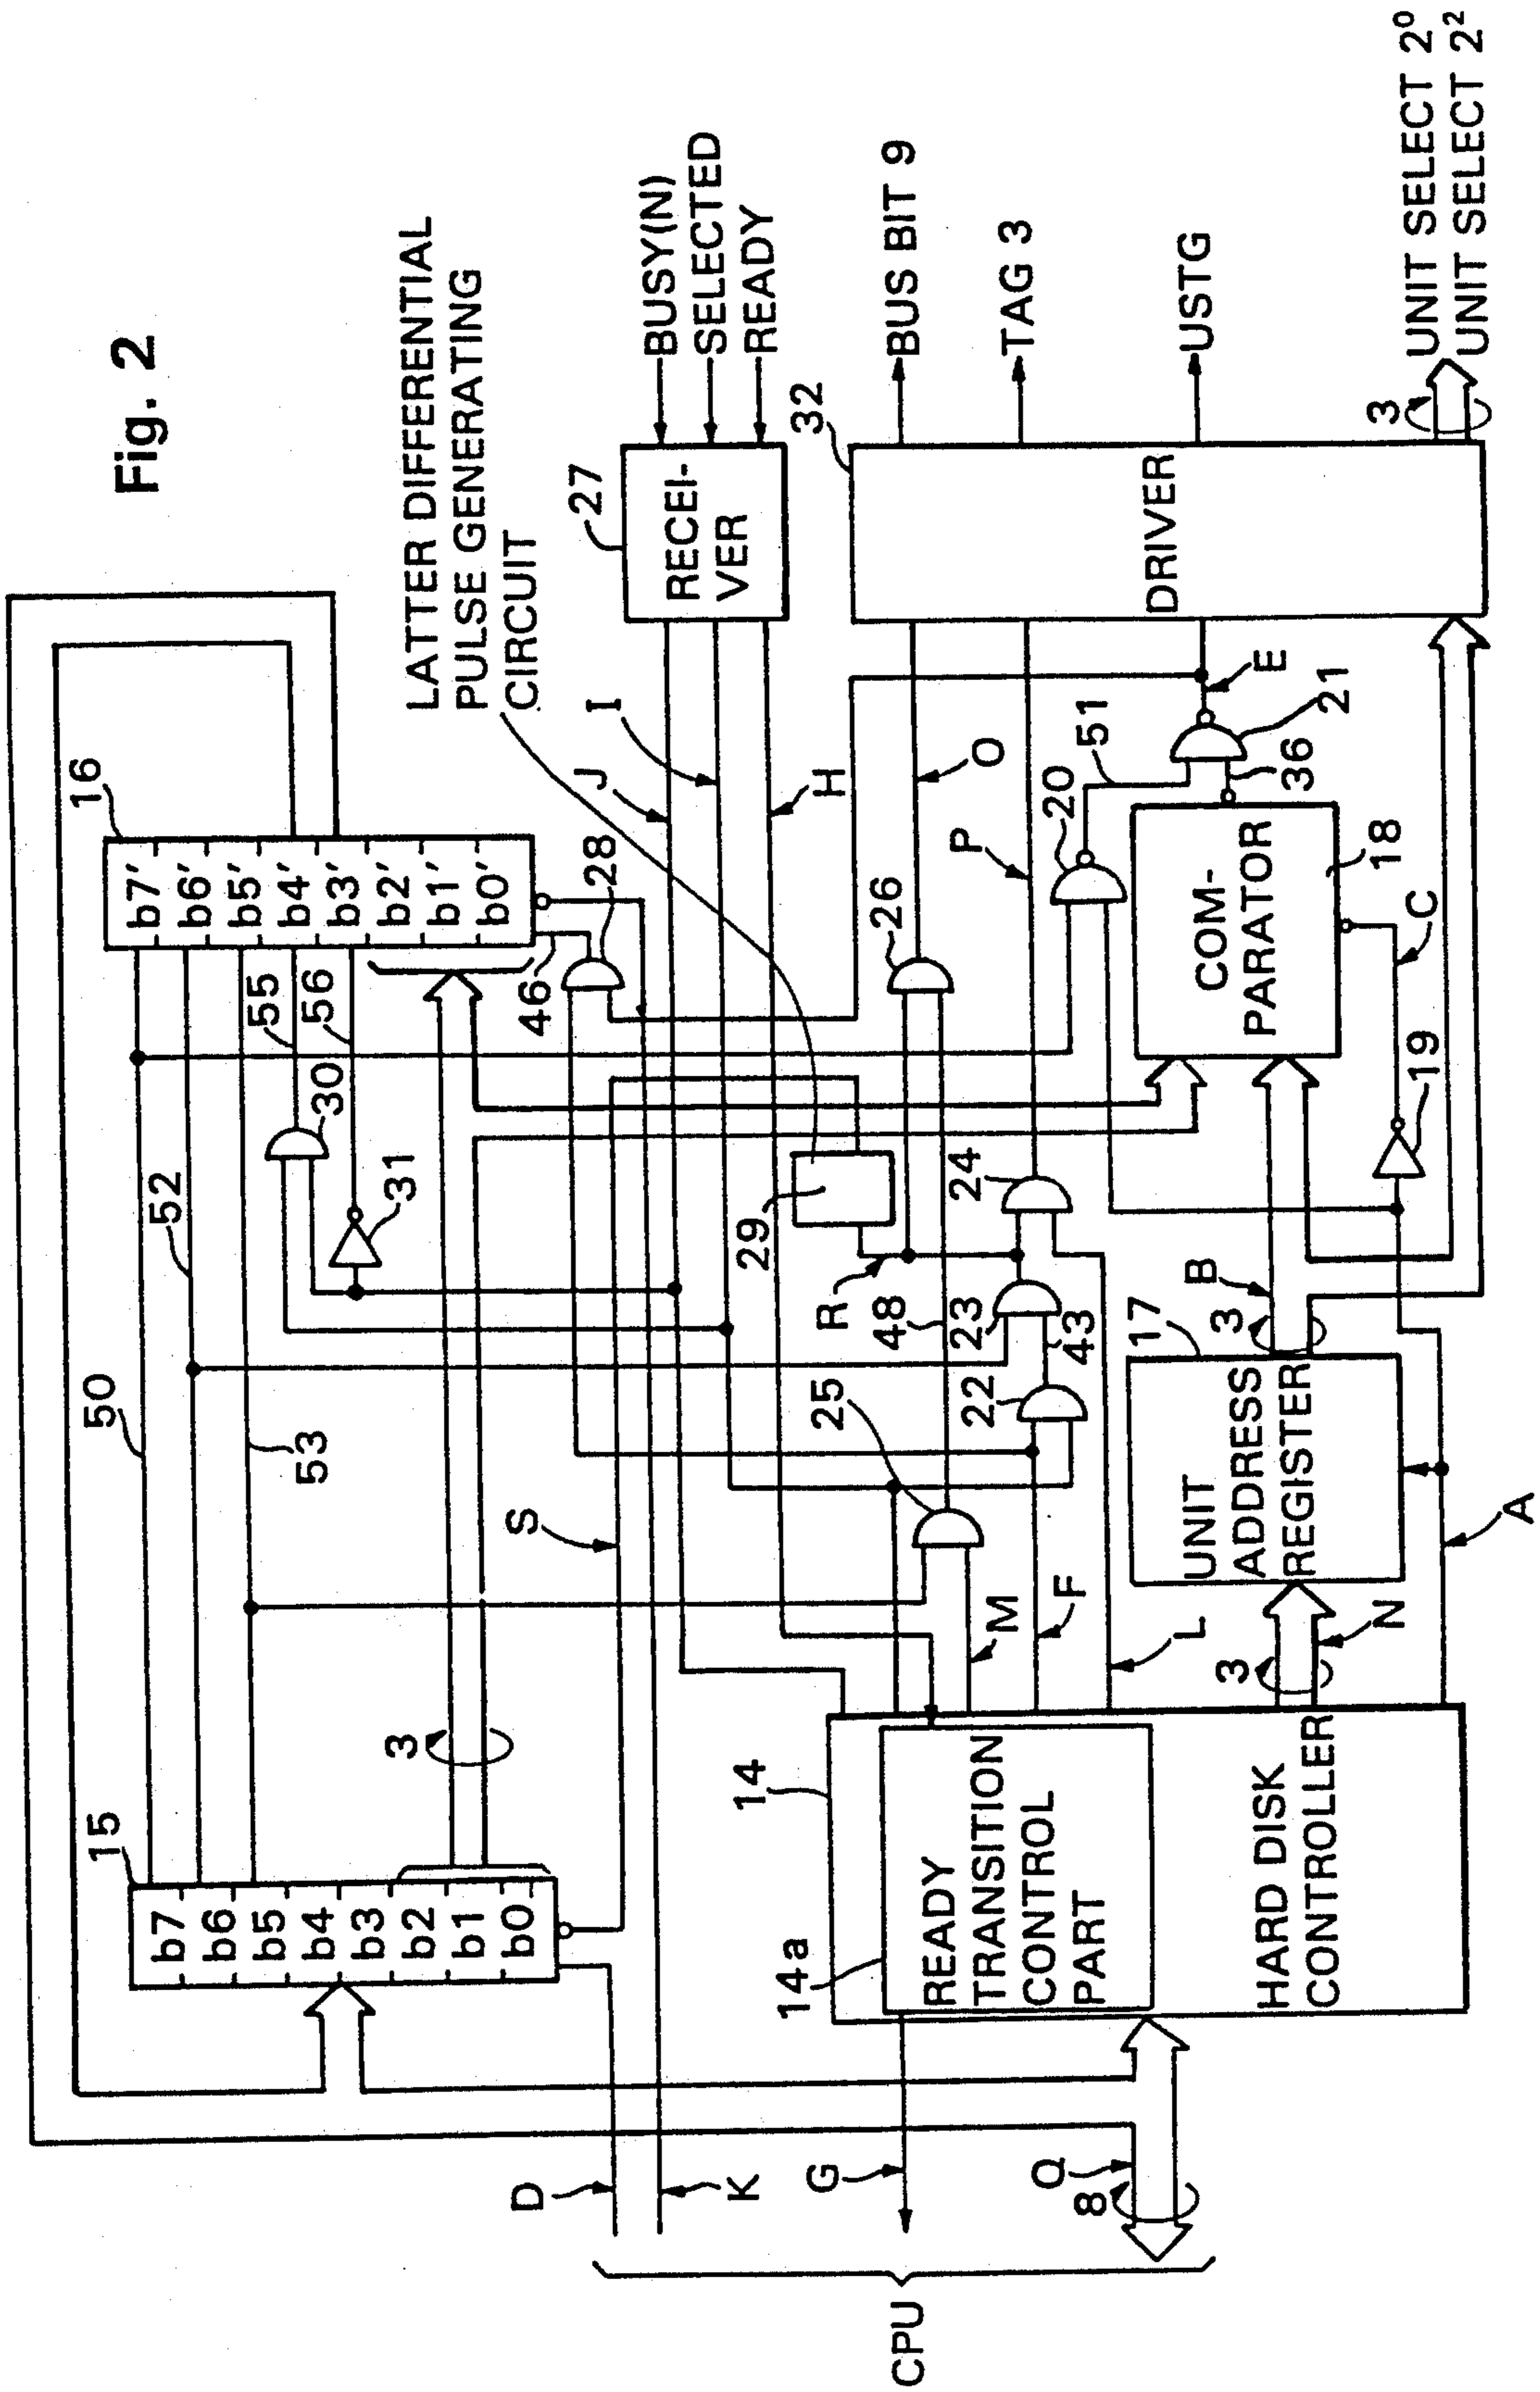 Fig. 2
15
b7
b6
b5
b4
b3
b2
b1
b0
50
52
53
3
16
b7'
b6'
b5'
b4'
b3'
b2'
b1'
b0'
55
56
30
31
46
28
LATTER DIFFERENTIAL
PULSE GENERATING
CIRCUIT
27
RECEI-
VER
BUSY(N)
SELECTED
READY
J
I
H
D
K
S
R
29
G
Q
8
CPU
14
14a
READY
TRANSITION
CONTROL
PART
HARD DISK
CONTROLLER
25
M
F
L
48
22
43
23
24
26
O
P
20
51
36
21
E
32
DRIVER
BUS BIT 9
TAG 3
USTG
3
UNIT SELECT 2⁰
UNIT SELECT 2²
3
N
A
17
UNIT
ADDRESS
REGISTER
3
B
COM-
PARATOR
18
C
19